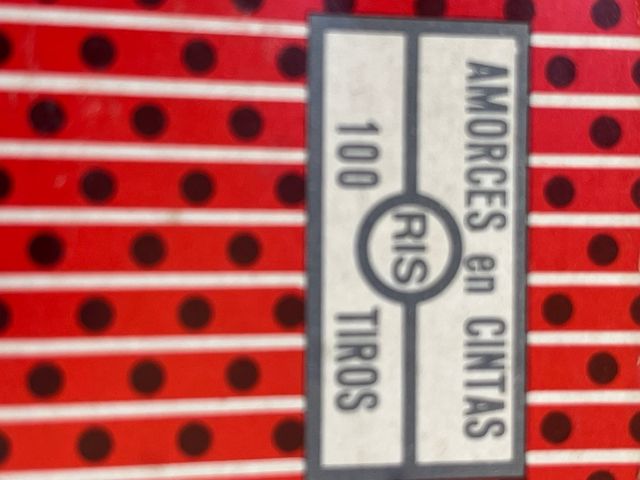 AMORCES en CINTAS
RIS
100 TIROS